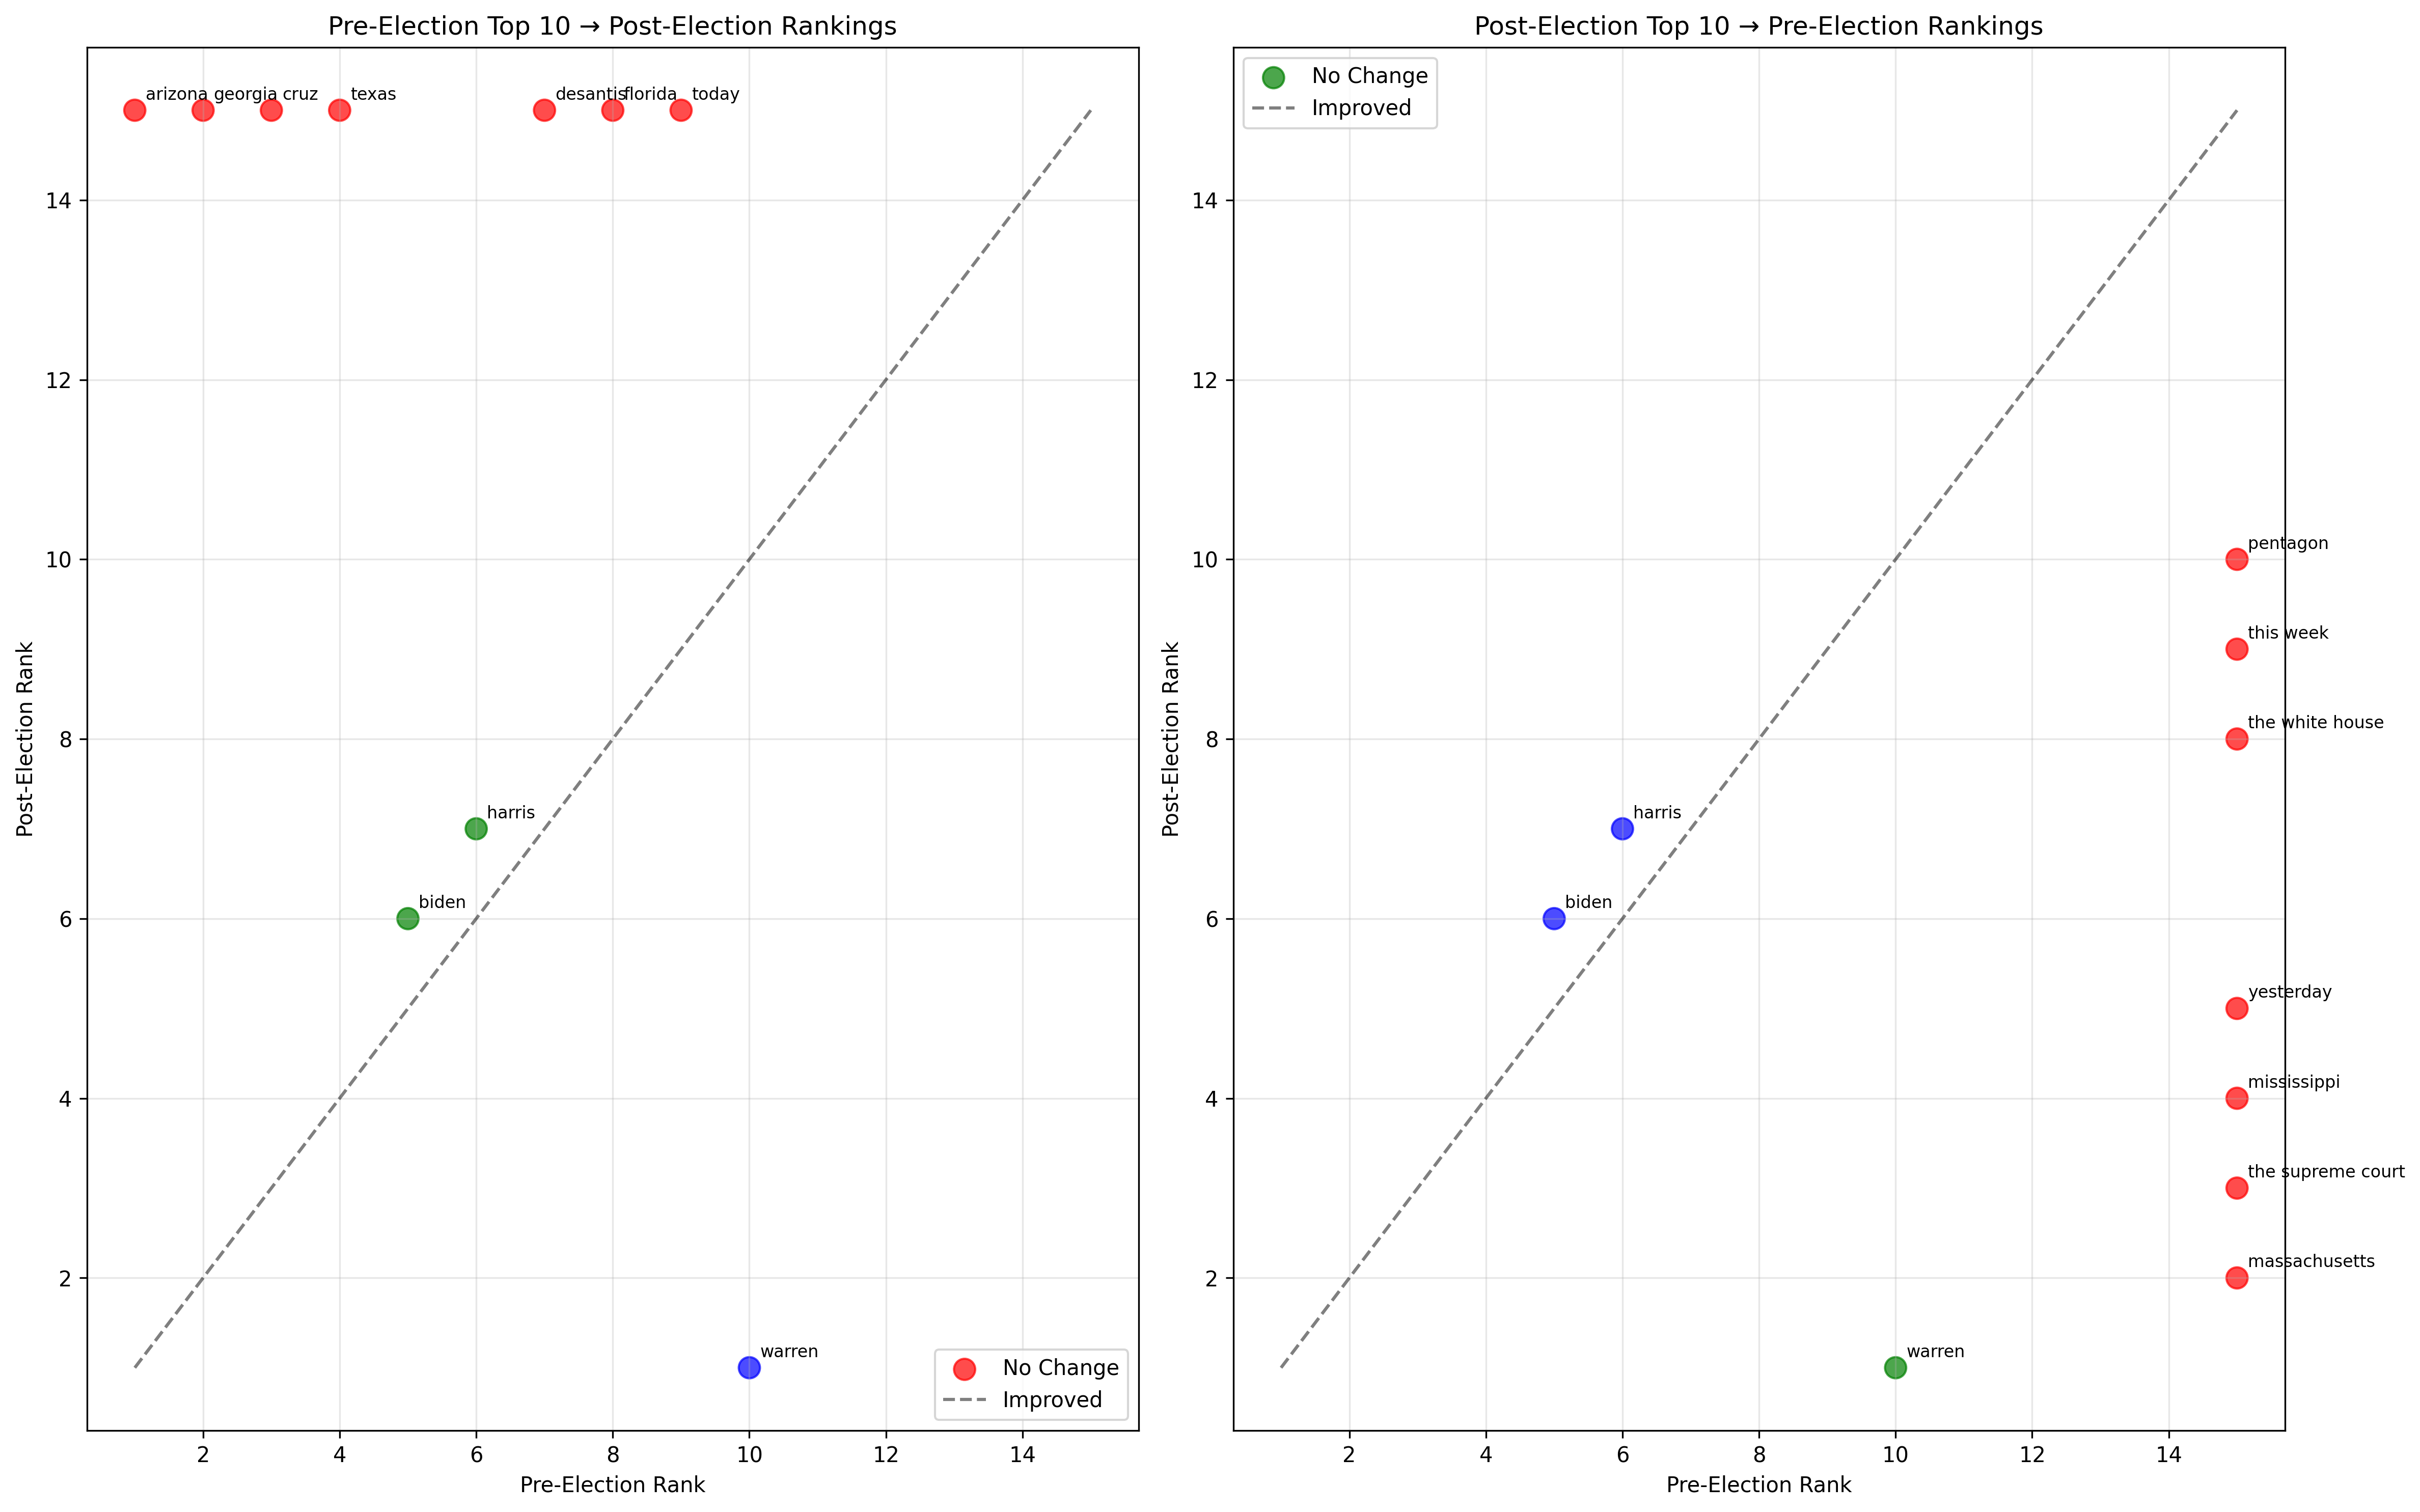 Pre-Election Top 10 → Post-Election Rankings
arizona
georgia
cruz
texas
desantis
florida
today
14
12
10
8
6
4
2
harris
biden
warren
No Change
Improved
2
4
6
8
10
12
14
Pre-Election Rank
Post-Election Rank
Post-Election Top 10 → Pre-Election Rankings
No Change
Improved
14
12
10
8
6
4
2
pentagon
this week
the white house
harris
biden
yesterday
mississippi
the supreme court
massachusetts
warren
2
4
6
8
10
12
14
Pre-Election Rank
Post-Election Rank